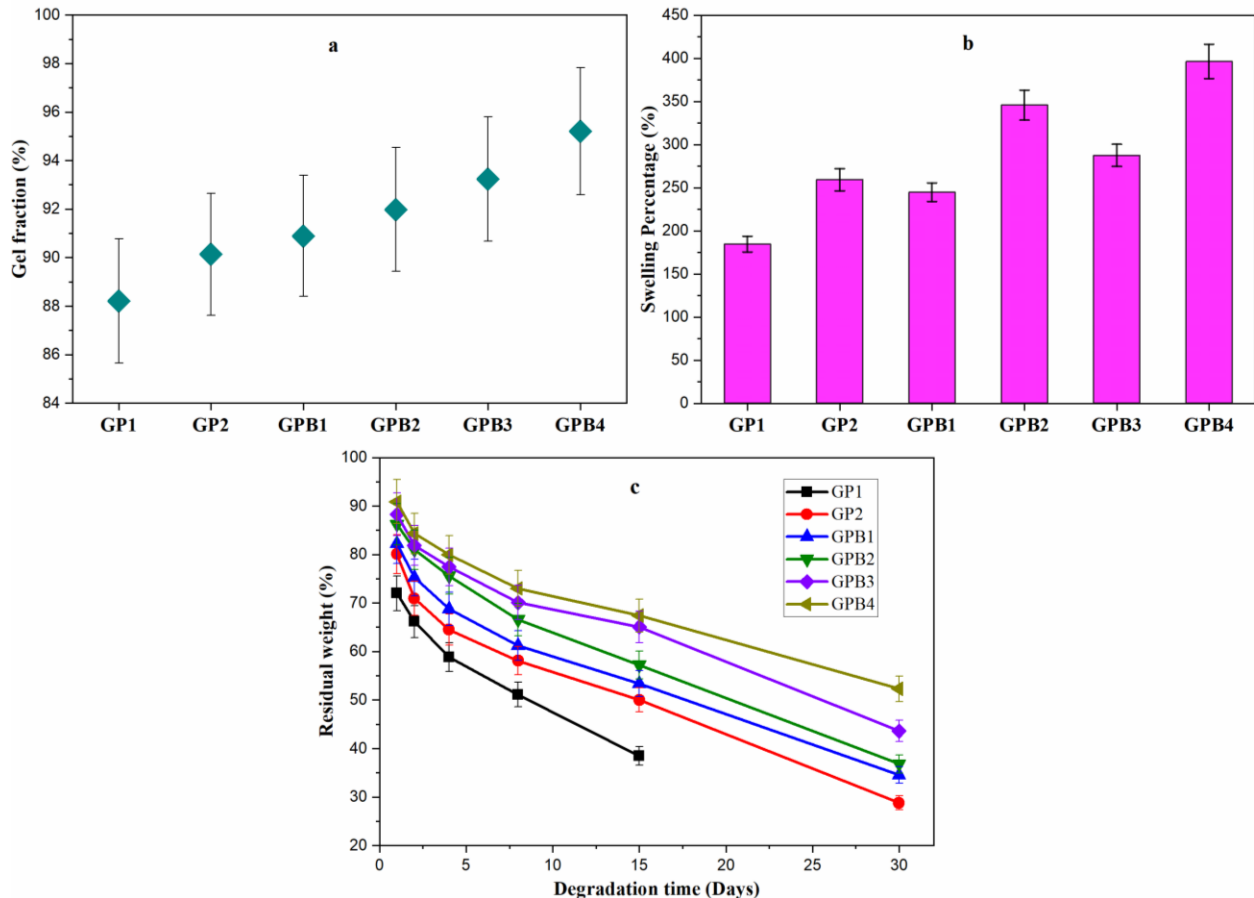 a
Gel fraction (%)
100
98
96
94
92
90
88
86
84
GP1 GP2 GPB1 GPB2 GPB3 GPB4
b
Swelling Percentage (%)
450
400
350
300
250
200
150
100
50
0
GP1 GP2 GPB1 GPB2 GPB3 GPB4
c
Residual weight (%)
100
90
80
70
60
50
40
30
20
GP1
GP2
GPB1
GPB2
GPB3
GPB4
0 5 10 15 20 25 30
Degradation time (Days)